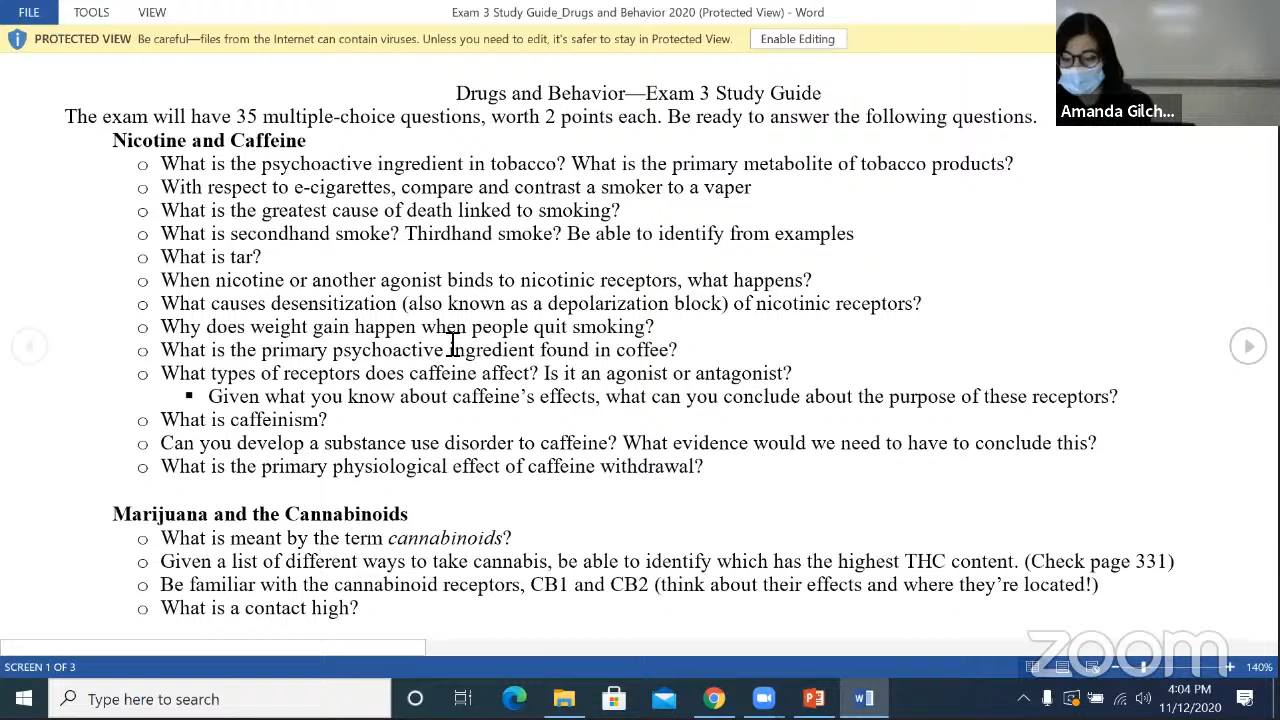 FILE TOOLS VIEW Exam 3 Study Guide_Drugs and Behavior 2020 (Protected View) - Word
PROTECTED VIEW Be careful—files from the Internet can contain viruses. Unless you need to edit, it's safer to stay in Protected View. Enable Editing
Amanda Gilch...
Drugs and Behavior—Exam 3 Study Guide
The exam will have 35 multiple-choice questions, worth 2 points each. Be ready to answer the following questions.
Nicotine and Caffeine
o What is the psychoactive ingredient in tobacco? What is the primary metabolite of tobacco products?
o With respect to e-cigarettes, compare and contrast a smoker to a vaper
o What is the greatest cause of death linked to smoking?
o What is secondhand smoke? Thirdhand smoke? Be able to identify from examples
o What is tar?
o When nicotine or another agonist binds to nicotinic receptors, what happens?
o What causes desensitization (also known as a depolarization block) of nicotinic receptors?
o Why does weight gain happen when people quit smoking?
o What is the primary psychoactive ingredient found in coffee?
o What types of receptors does caffeine affect? Is it an agonist or antagonist?
▪ Given what you know about caffeine's effects, what can you conclude about the purpose of these receptors?
o What is caffeinism?
o Can you develop a substance use disorder to caffeine? What evidence would we need to have to conclude this?
o What is the primary physiological effect of caffeine withdrawal?
Marijuana and the Cannabinoids
o What is meant by the term cannabinoids?
o Given a list of different ways to take cannabis, be able to identify which has the highest THC content. (Check page 331)
o Be familiar with the cannabinoid receptors, CB1 and CB2 (think about their effects and where they're located!)
o What is a contact high?
zoom
SCREEN 1 OF 3 140%
Type here to search 4:04 PM
11/12/2020